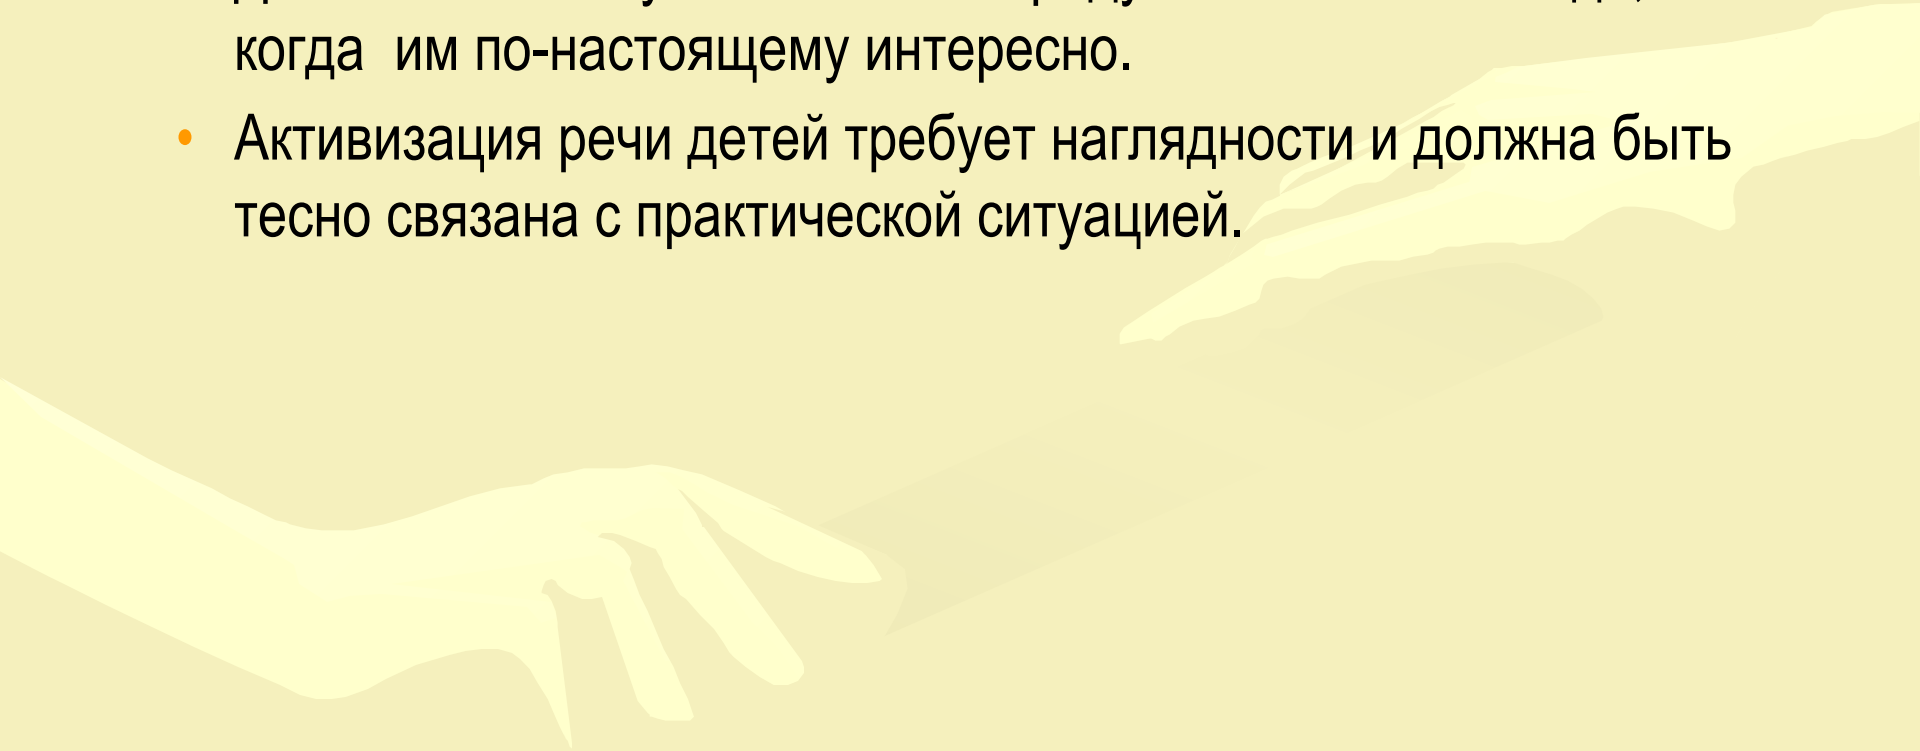 когда  им по-настоящему интересно.
• Активизация речи детей требует наглядности и должна быть
тесно связана с практической ситуацией.